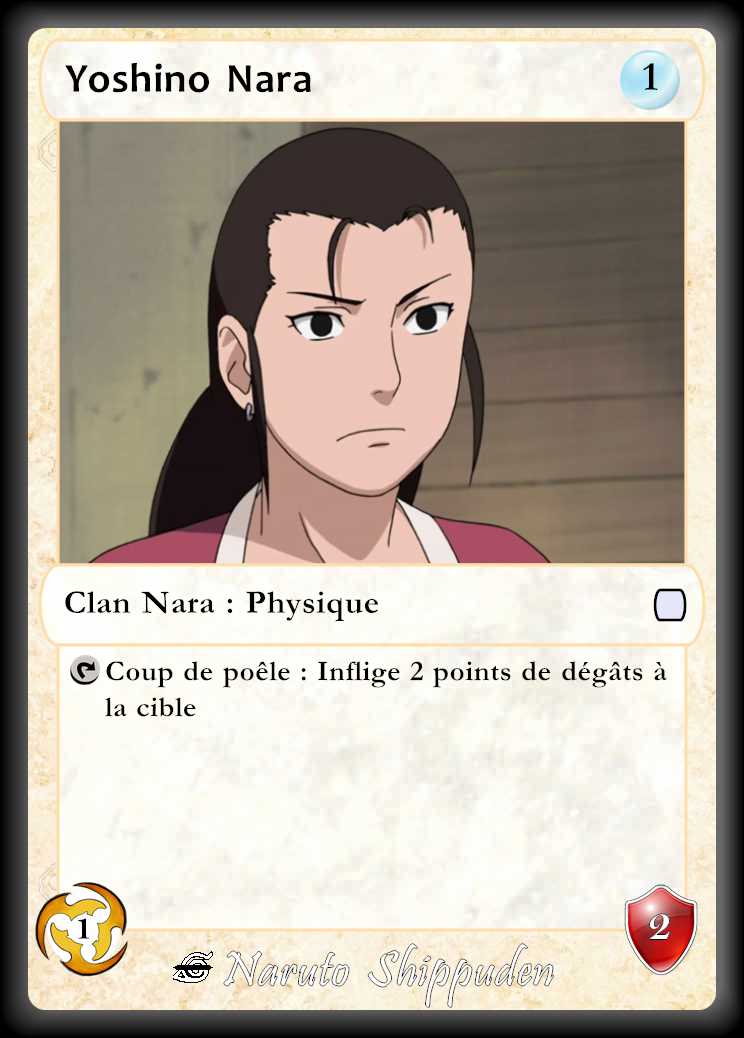 Yoshino Nara
1
Clan Nara : Physique
Coup de poêle : Inflige 2 points de dégâts à
la cible
1
2
Naruto Shippuden